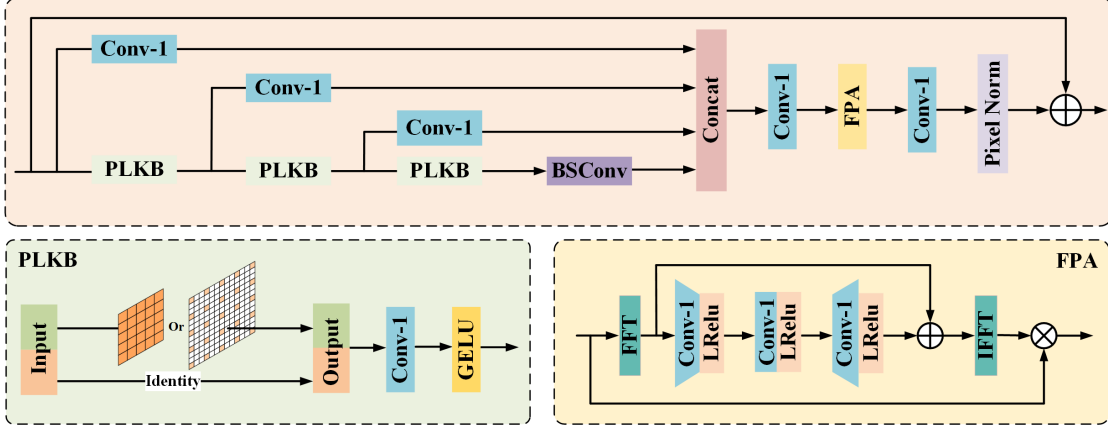 Conv-1
Conv-1
Conv-1
PLKB
PLKB
PLKB
BSConv
Concat
Conv-1
FPA
Conv-1
Pixel Norm
PLKB
Input
Or
Identity
Output
Conv-1
GELU
FPA
FFT
Conv-1
LRelu
Conv-1
LRelu
Conv-1
LRelu
IFFT